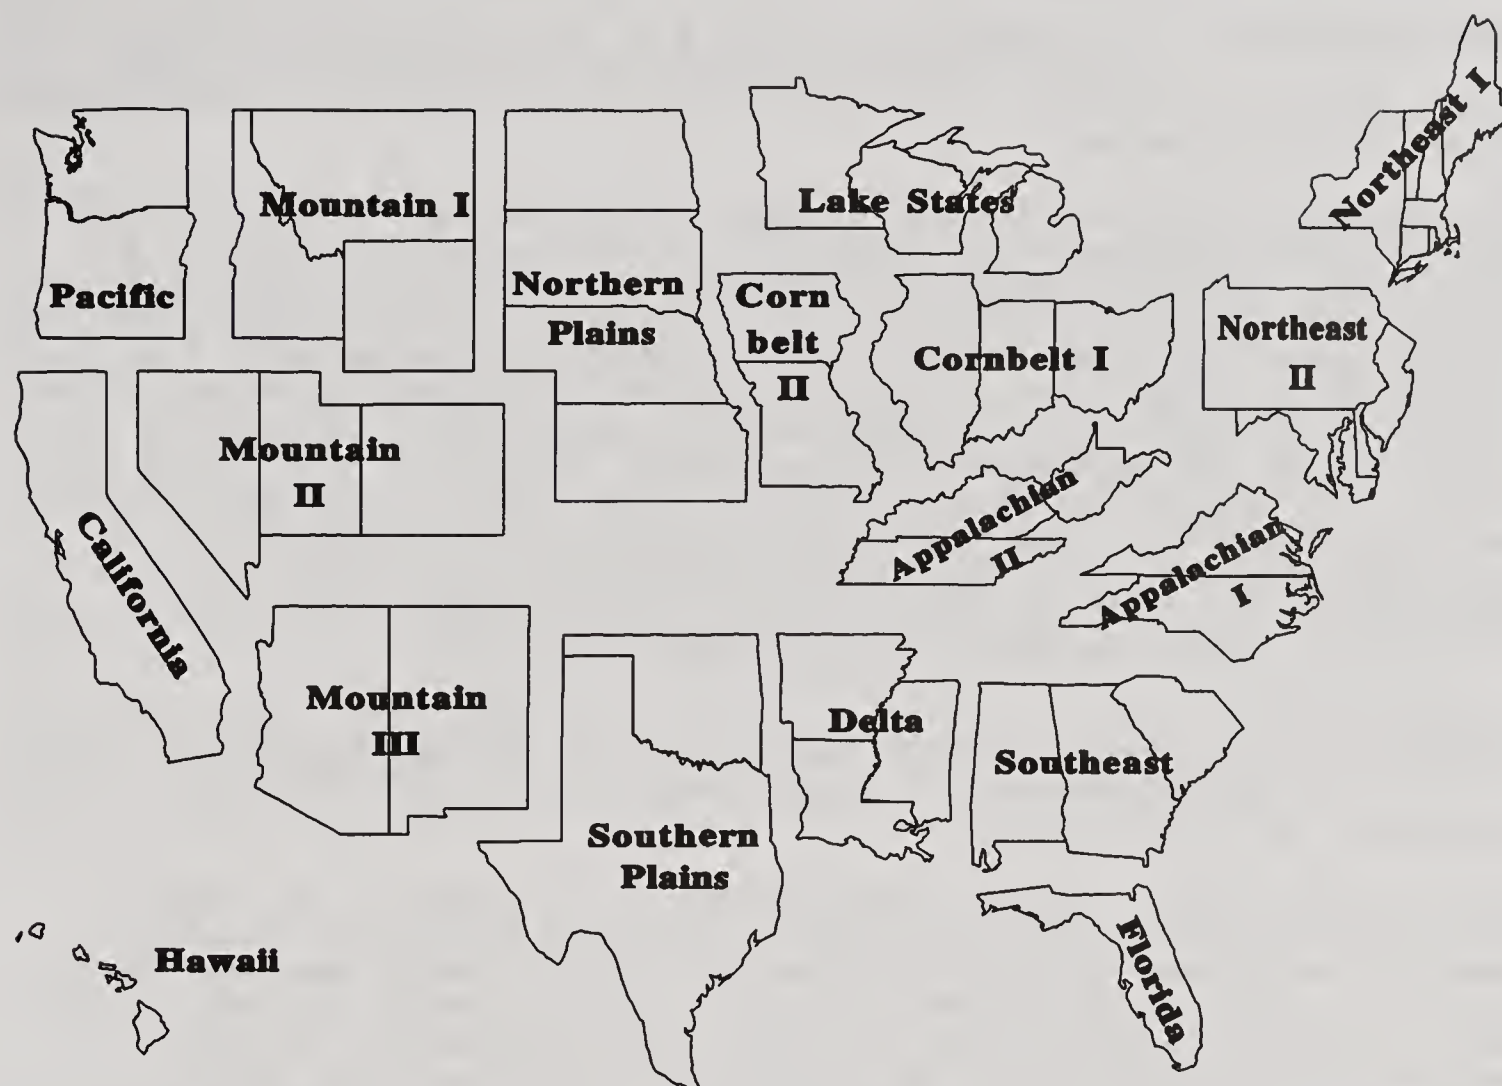 Northeast I
Mountain I
Lake States
Pacific
Northern
Plains
Corn
belt
II
Cornbelt I
Northeast
II
Mountain
II
California
Appalachian
II
Appalachian
I
Mountain
III
Delta
Southeast
Southern
Plains
Hawaii
Florida